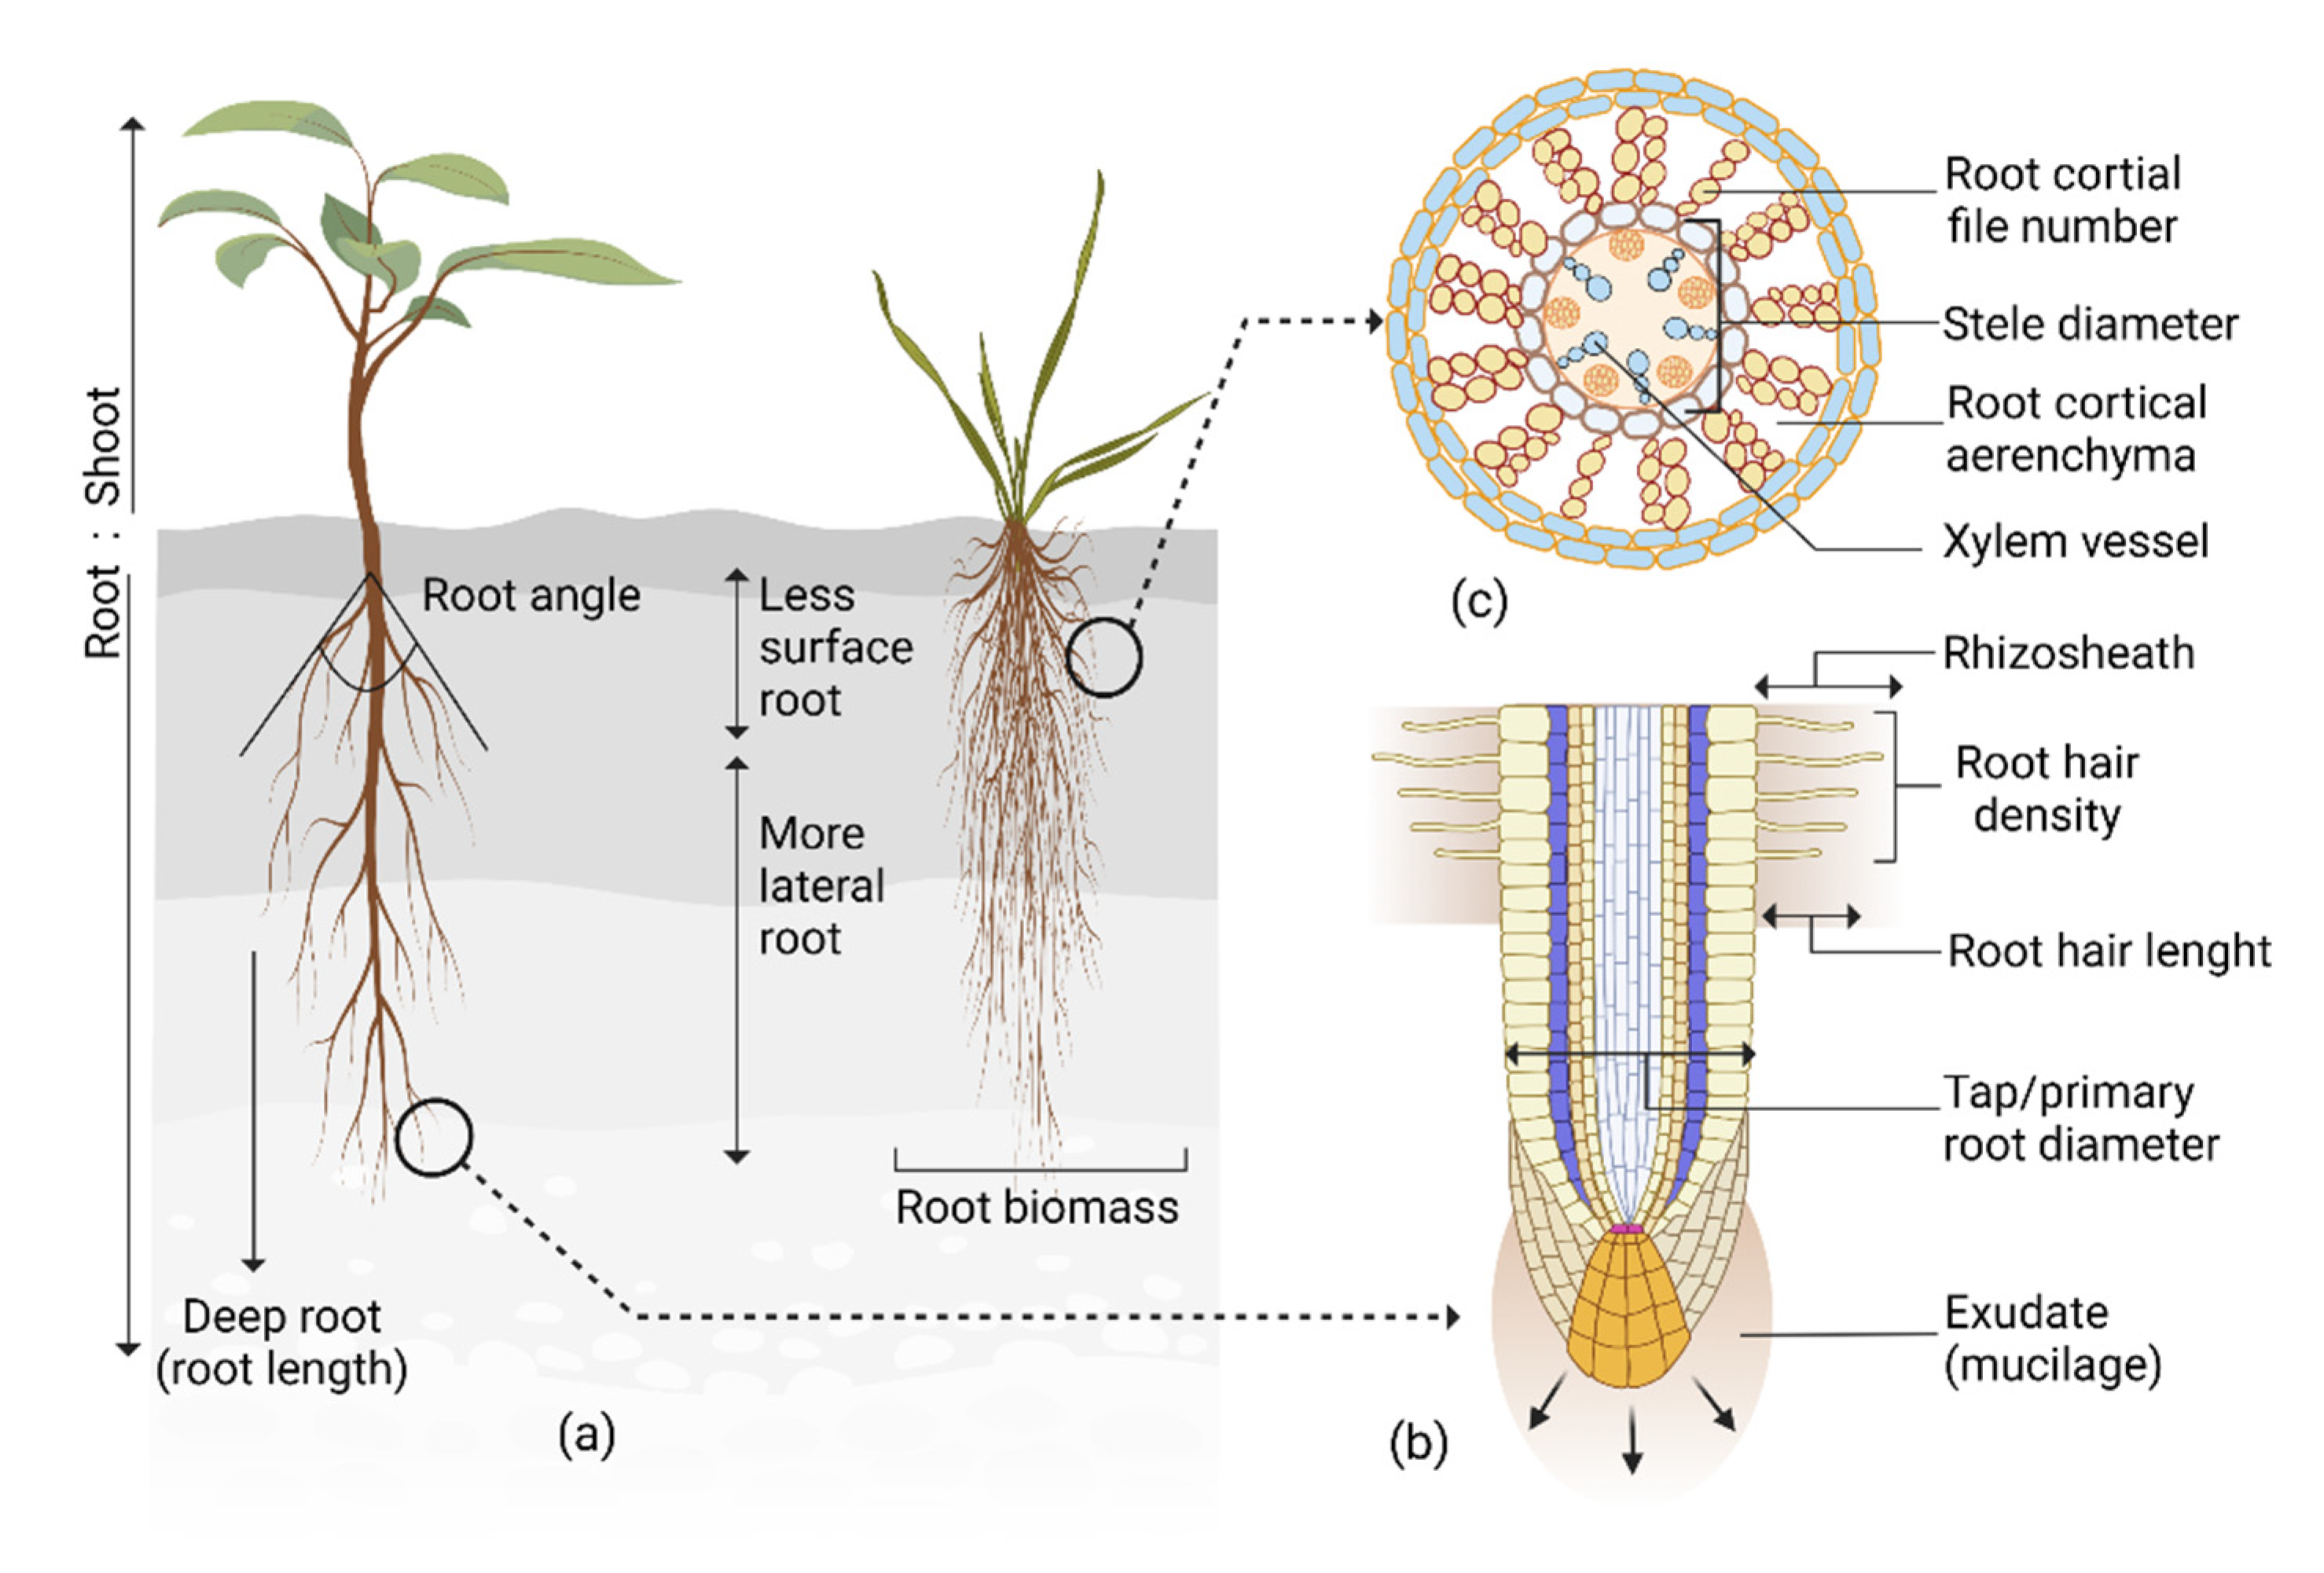 Root : Shoot
Root angle
Less
surface
root
More
lateral
root
Deep root
(root length)
Root biomass
(a)
Root cortial
file number
Stele diameter
Root cortical
aerenchyma
Xylem vessel
(c)
Rhizosheath
Root hair
density
Root hair lenght
Tap/primary
root diameter
Exudate
(mucilage)
(b)